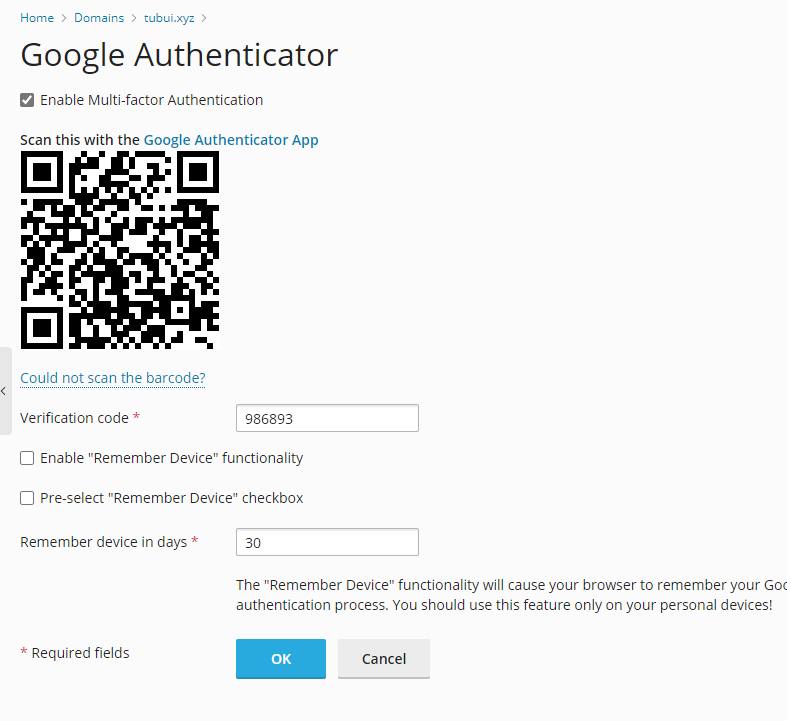 Home > Domains > tubui.xyz >
Google Authenticator
Enable Multi-factor Authentication
Scan this with the Google Authenticator App
Could not scan the barcode?
Verification code * 986893
Enable "Remember Device" functionality
Pre-select "Remember Device" checkbox
Remember device in days * 30
The "Remember Device" functionality will cause your browser to remember your Goo
authentication process. You should use this feature only on your personal devices!
* Required fields OK Cancel